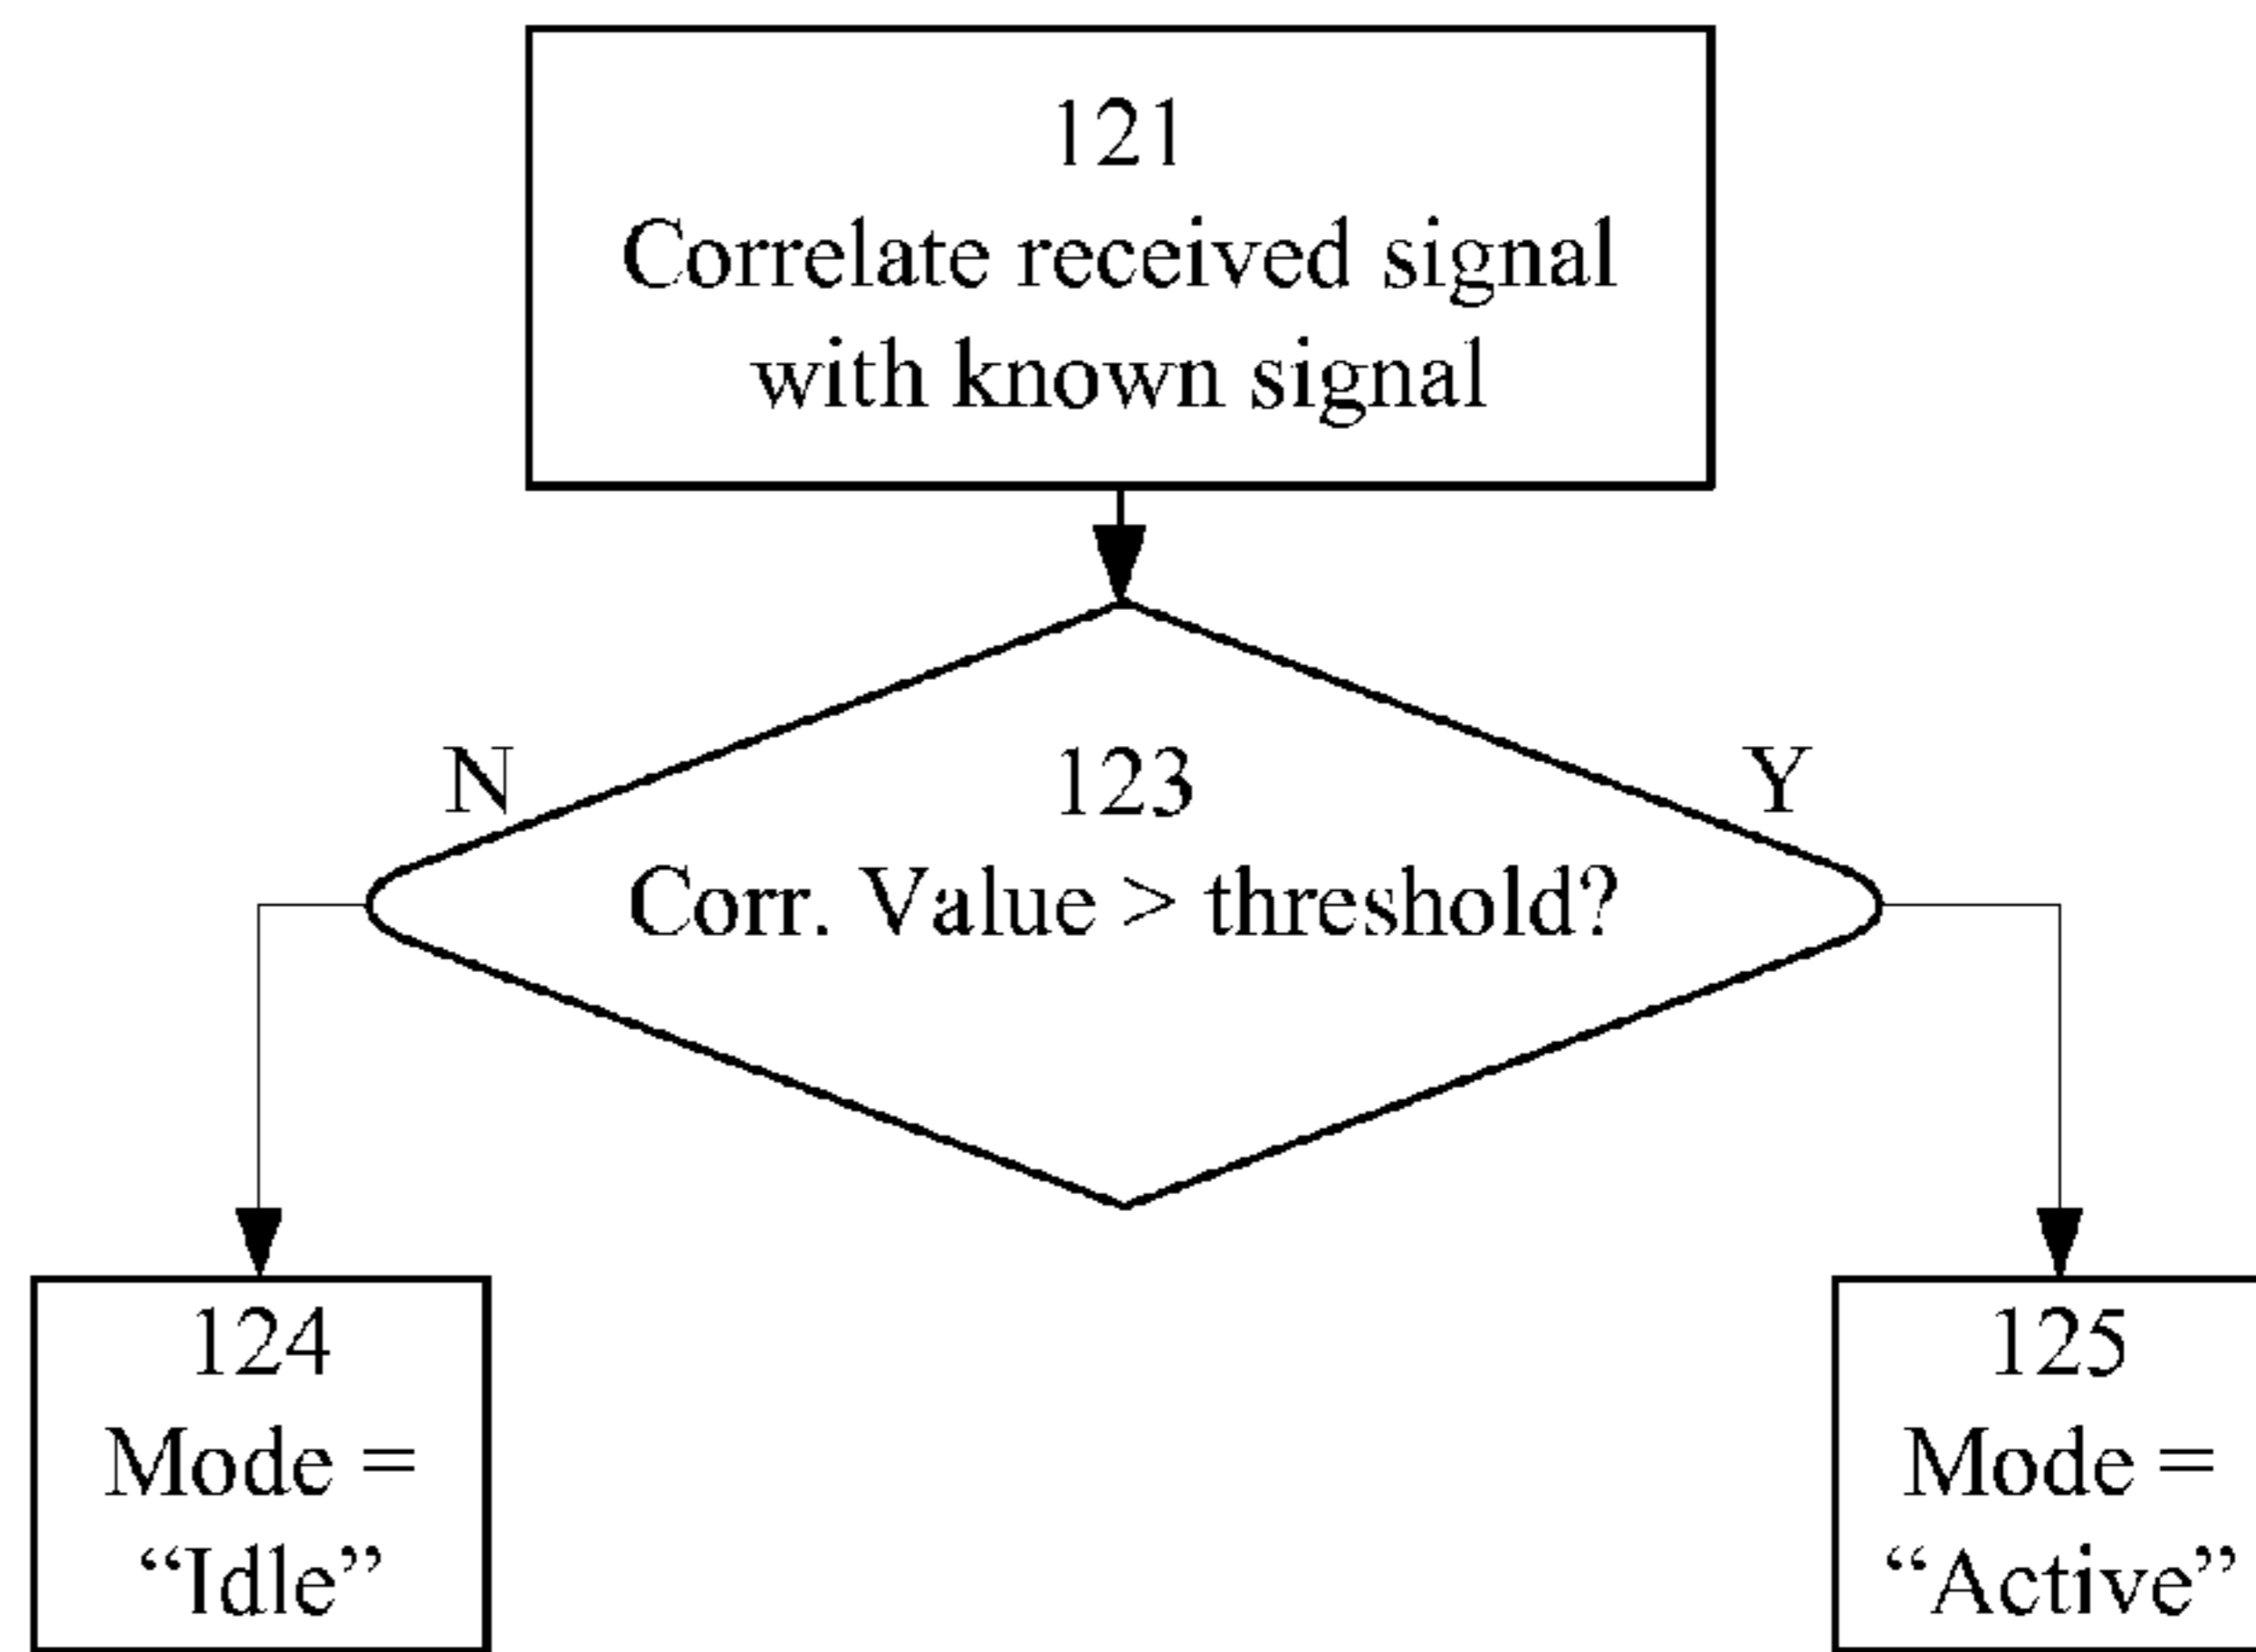 121
Correlate received signal
with known signal
N
123
Y
Corr. Value > threshold?
124
Mode =
“Idle”
125
Mode =
“Active”